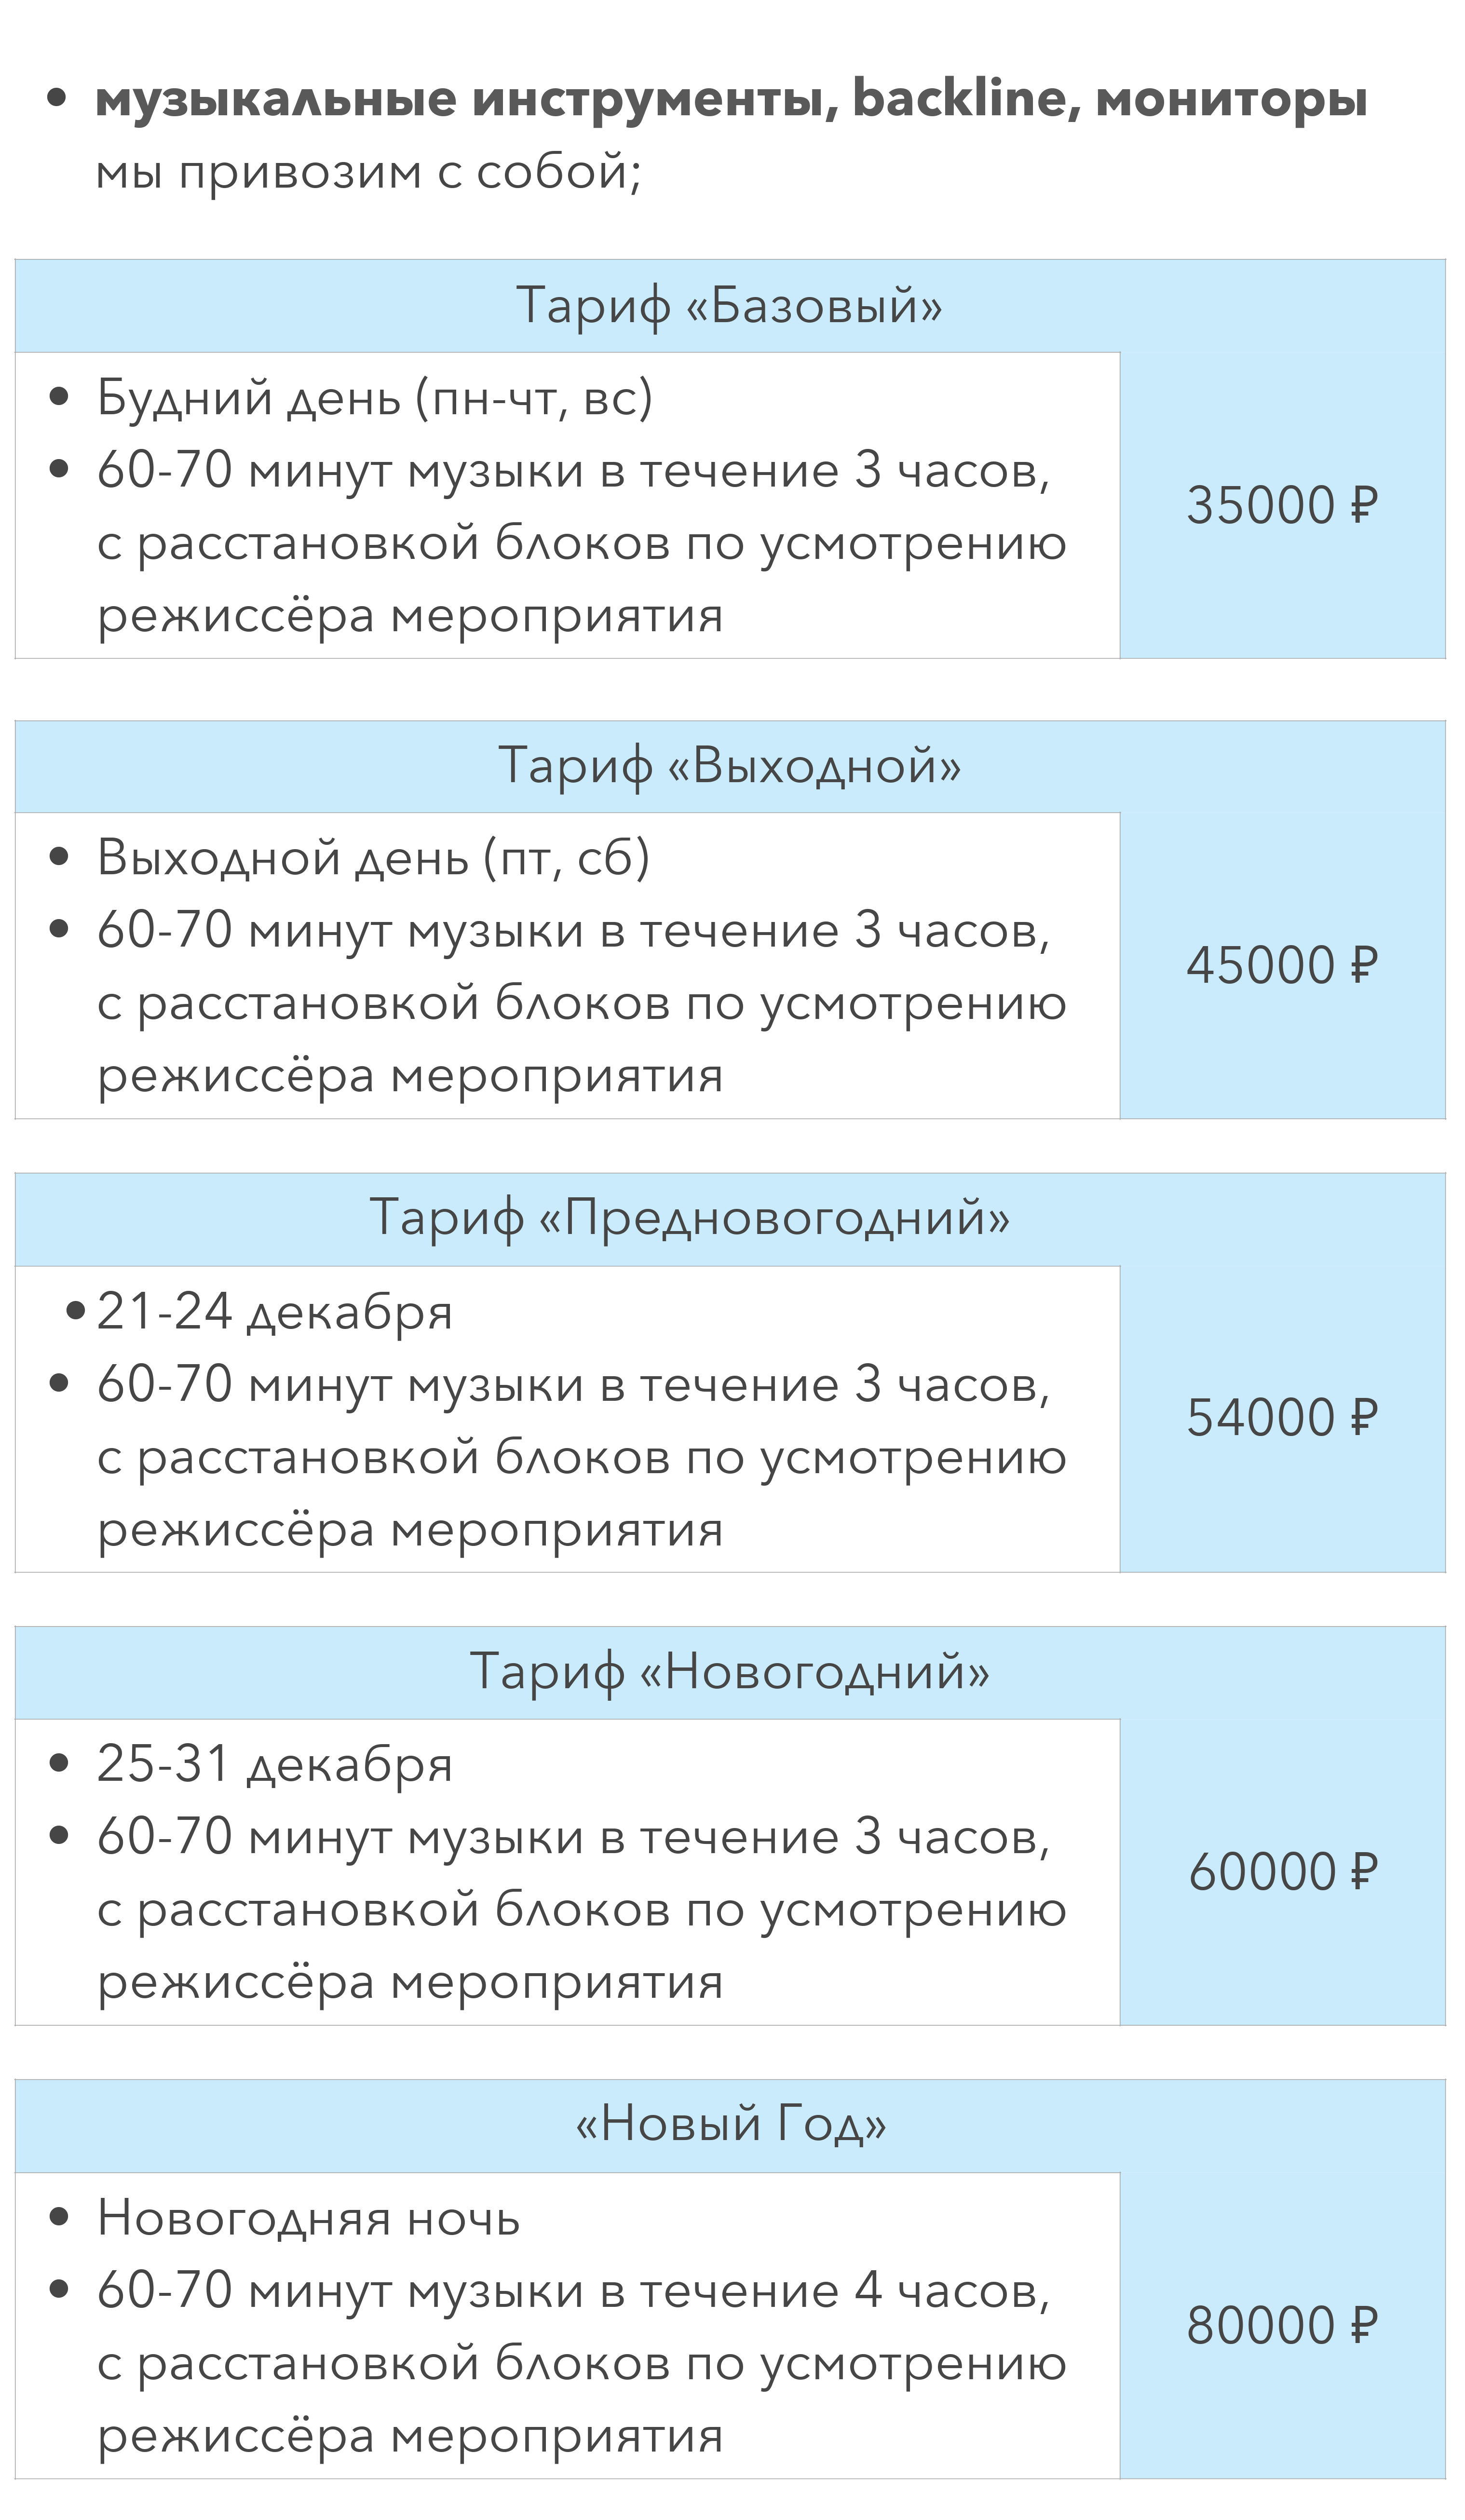 • музыкальные инструменты, backline, мониторы
мы привозим с собой;
Тариф «Базовый»
• Будний день (пн-чт, вс)
• 60-70 минут музыки в течение 3 часов,
с расстановкой блоков по усмотрению
режиссёра мероприятия
35000 ₽
Тариф «Выходной»
• Выходной день (пт, сб)
• 60-70 минут музыки в течение 3 часов,
с расстановкой блоков по усмотрению
режиссёра мероприятия
45000 ₽
Тариф «Предновогодний»
• 21-24 декабря
• 60-70 минут музыки в течение 3 часов,
с расстановкой блоков по усмотрению
режиссёра мероприятия
54000 ₽
Тариф «Новогодний»
• 25-31 декабря
• 60-70 минут музыки в течение 3 часов,
с расстановкой блоков по усмотрению
режиссёра мероприятия
60000 ₽
«Новый Год»
• Новогодняя ночь
• 60-70 минут музыки в течение 4 часов,
с расстановкой блоков по усмотрению
режиссёра мероприятия
80000 ₽